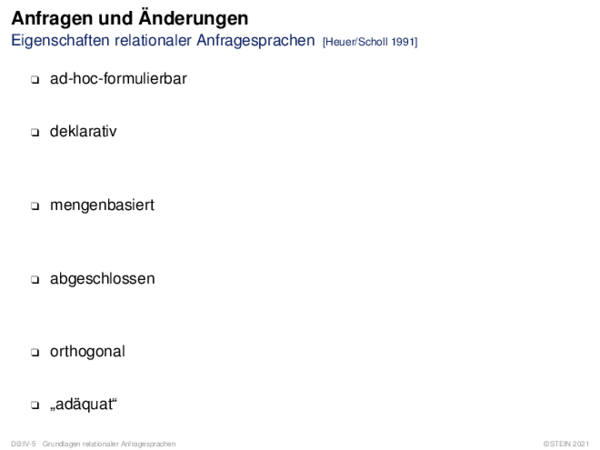 Anfragen und Änderungen
Eigenschaften relationaler Anfragesprachen [Heuer/Scholl 1991]
❑ ad-hoc-formulierbar
❑ deklarativ
❑ mengenbasiert
❑ abgeschlossen
❑ orthogonal
❑ „adäquat“
DB:IV-5 Grundlagen relationaler Anfragesprachen ©STEIN 2021